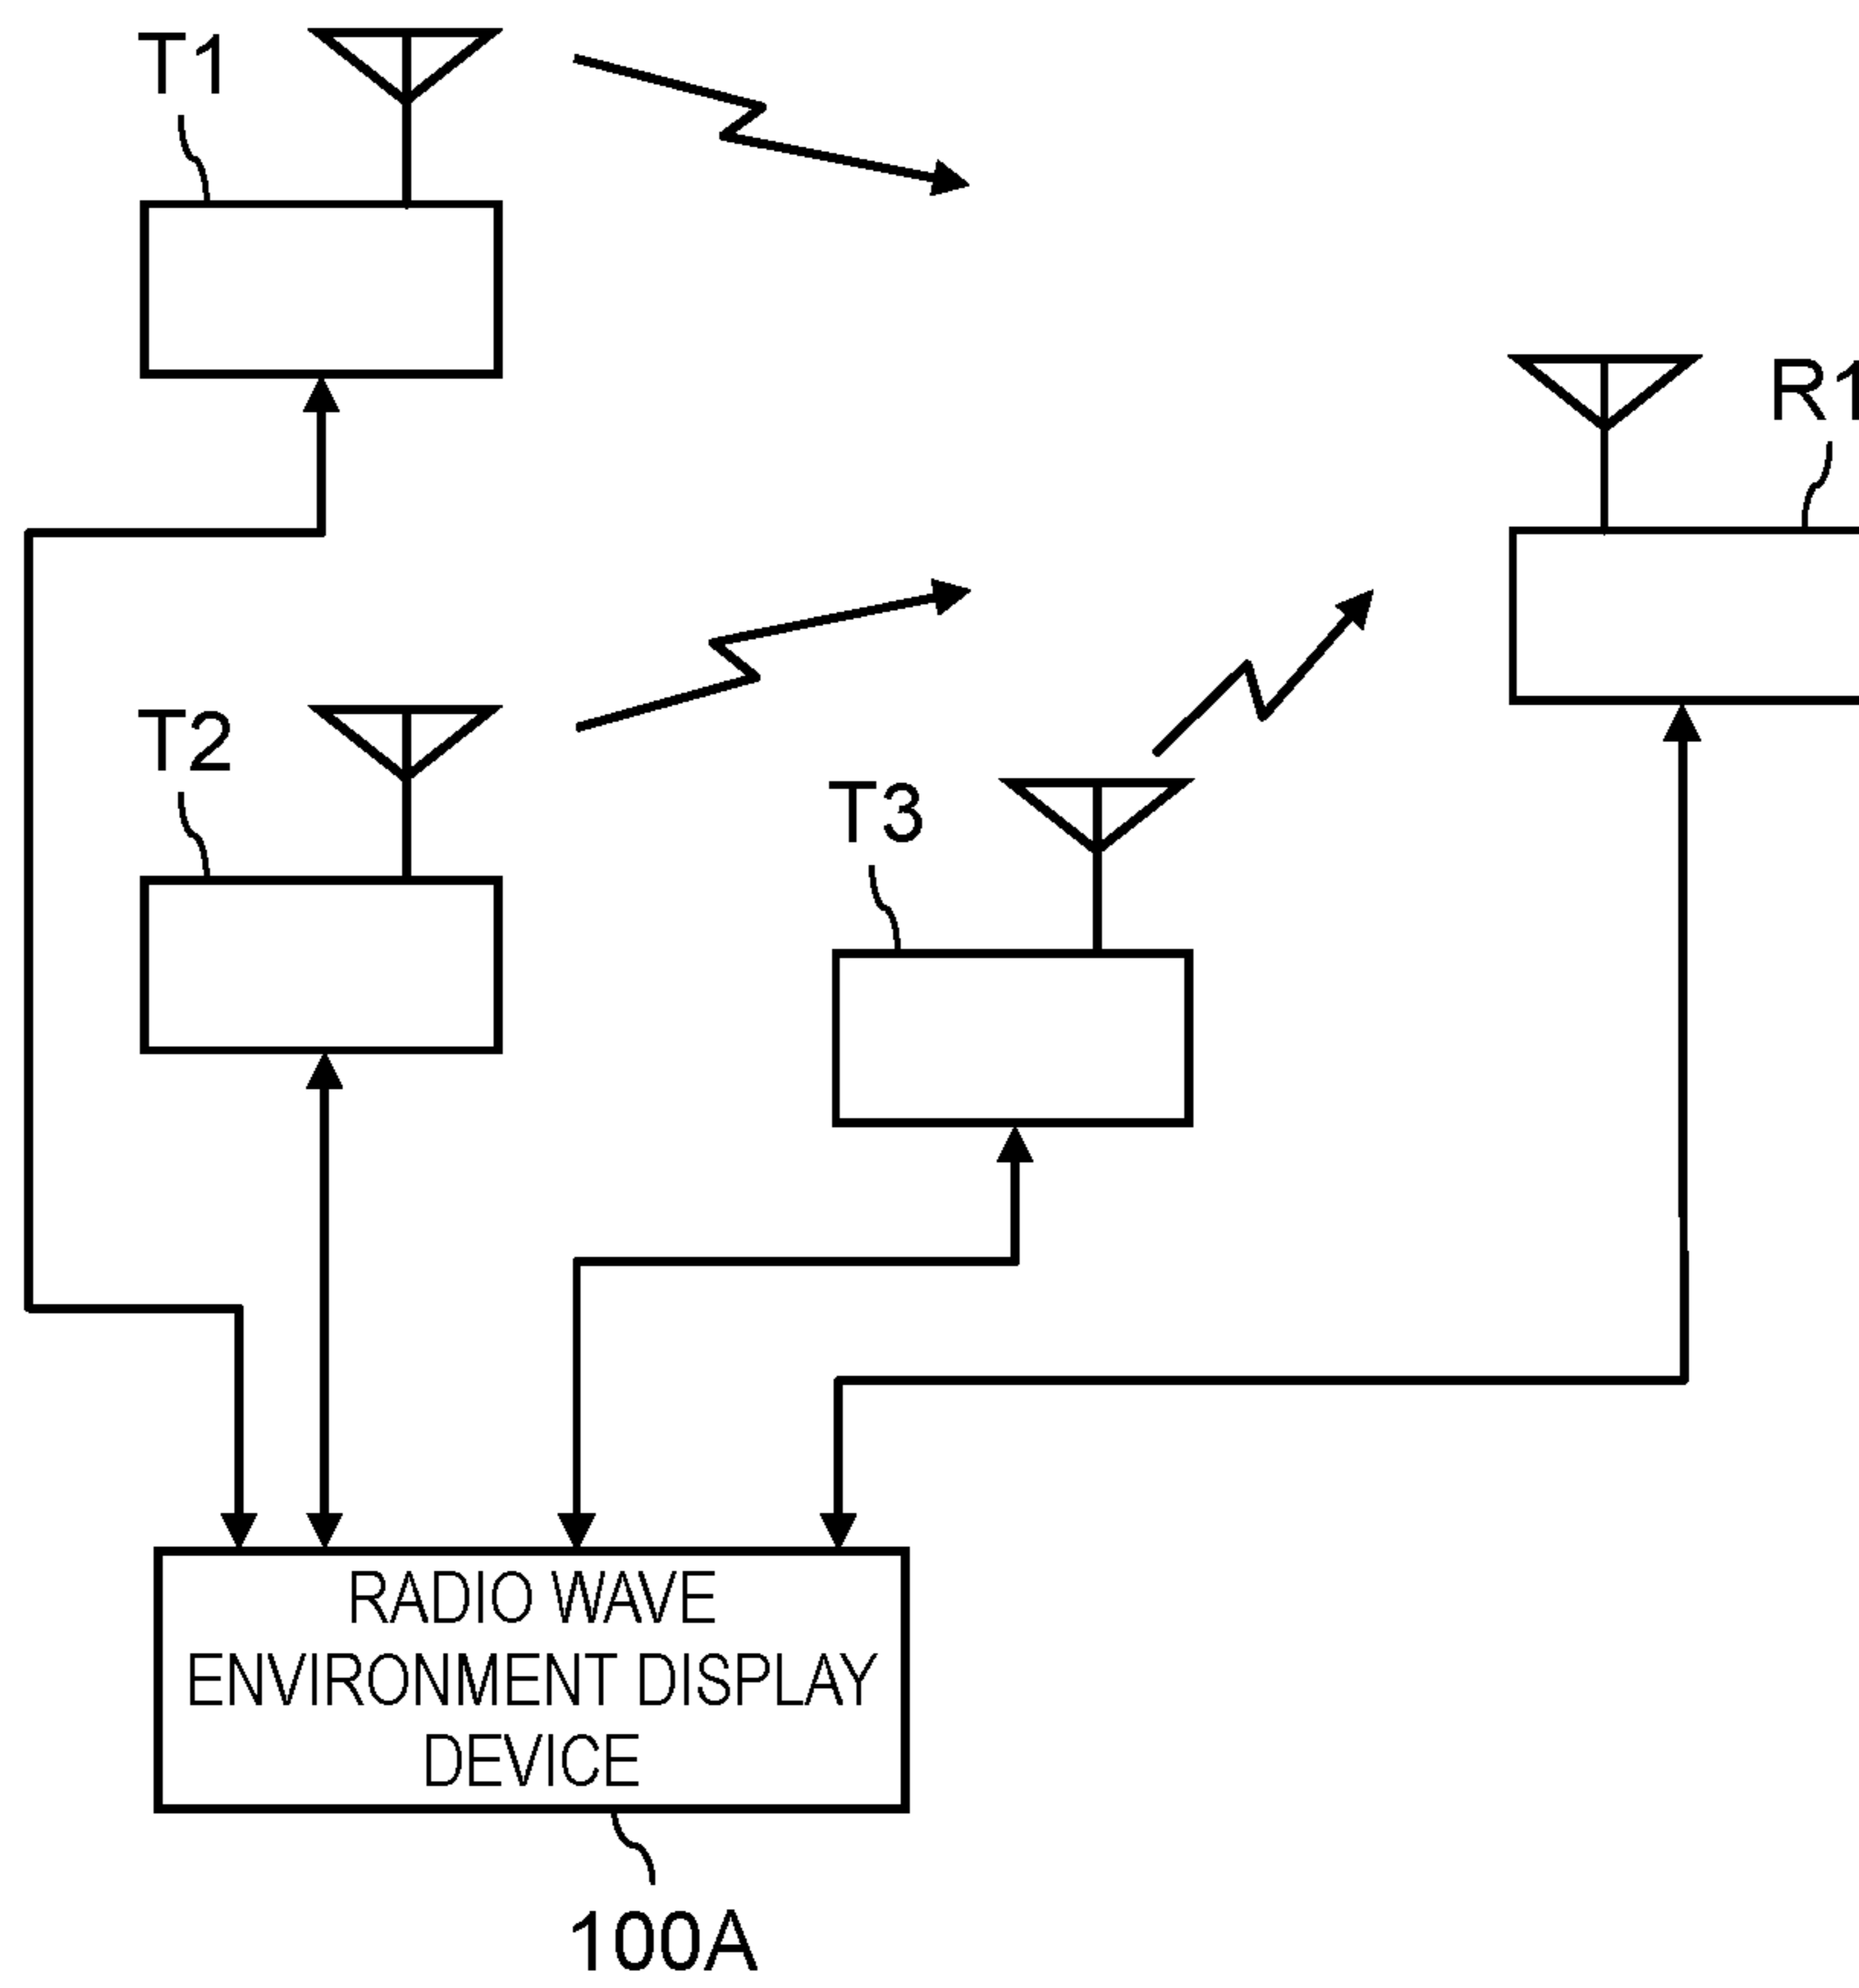 T1
R1
T2
T3
RADIO WAVE
ENVIRONMENT DISPLAY
DEVICE
100A